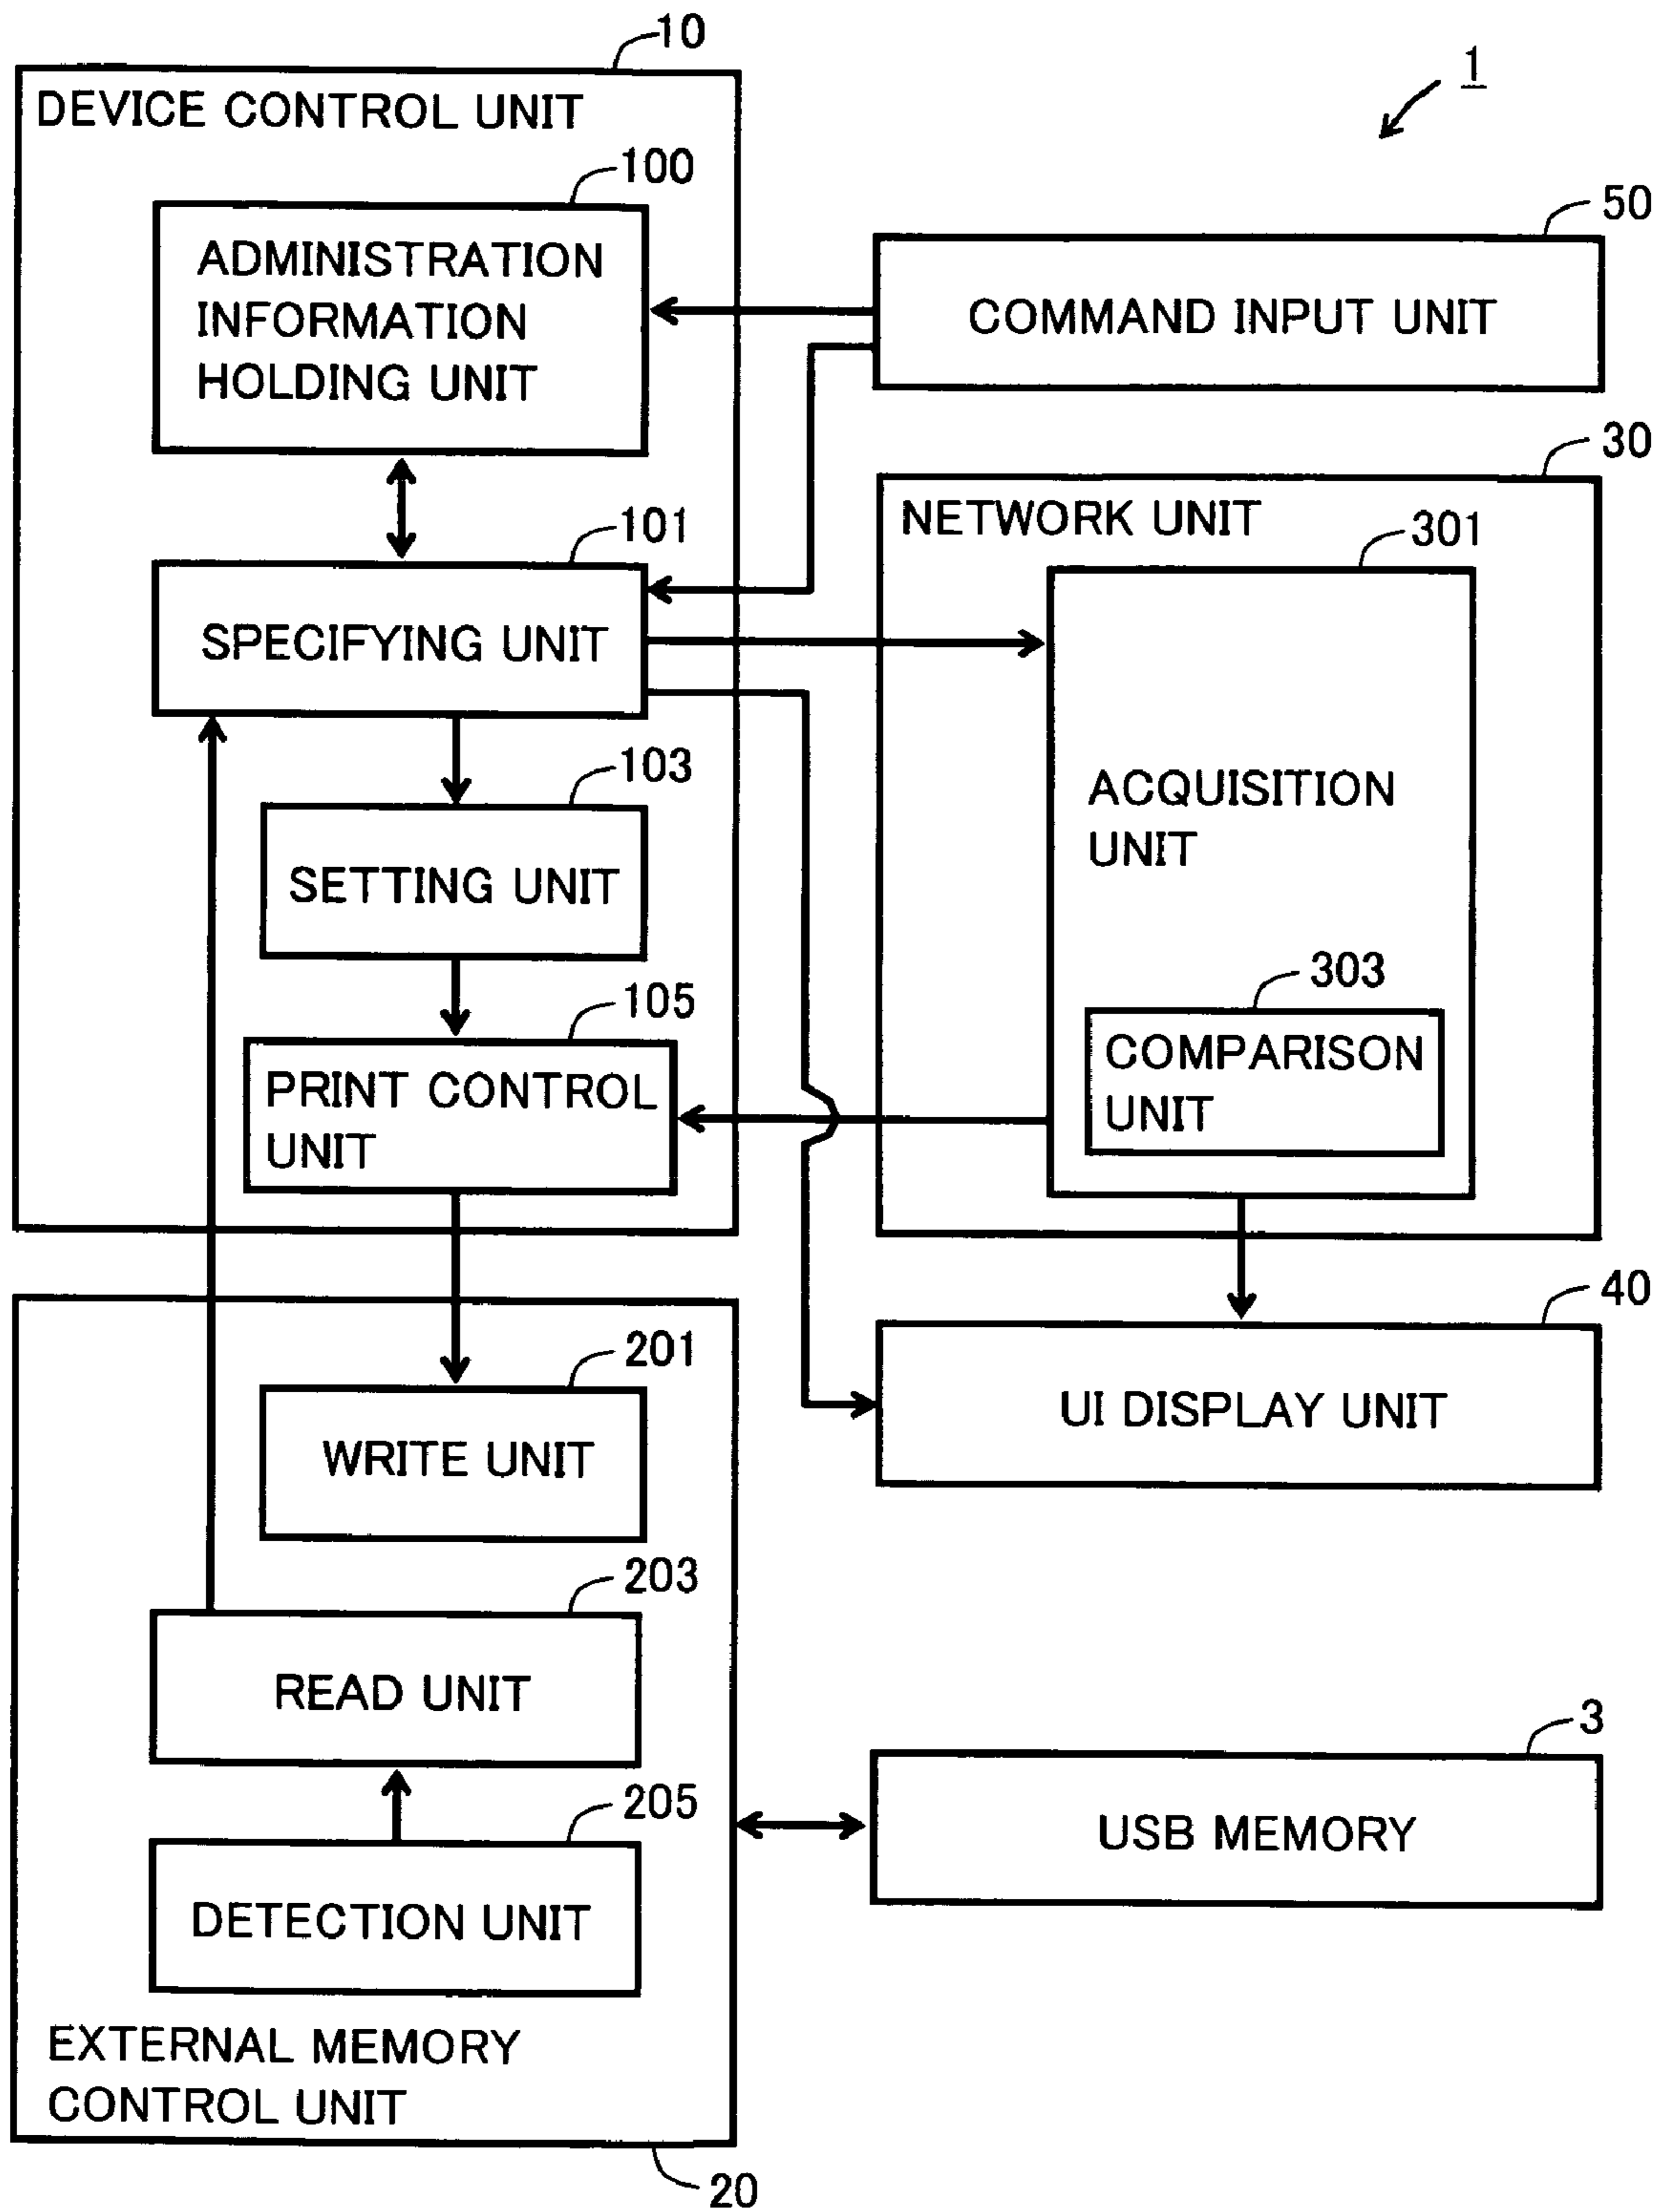 10
DEVICE CONTROL UNIT
1
100
ADMINISTRATION
INFORMATION
HOLDING UNIT
50
COMMAND INPUT UNIT
30
NETWORK UNIT
101
SPECIFYING UNIT
301
ACQUISITION
UNIT
103
SETTING UNIT
303
COMPARISON
UNIT
105
PRINT CONTROL
UNIT
40
UI DISPLAY UNIT
201
WRITE UNIT
203
READ UNIT
3
USB MEMORY
205
DETECTION UNIT
EXTERNAL MEMORY
CONTROL UNIT
20